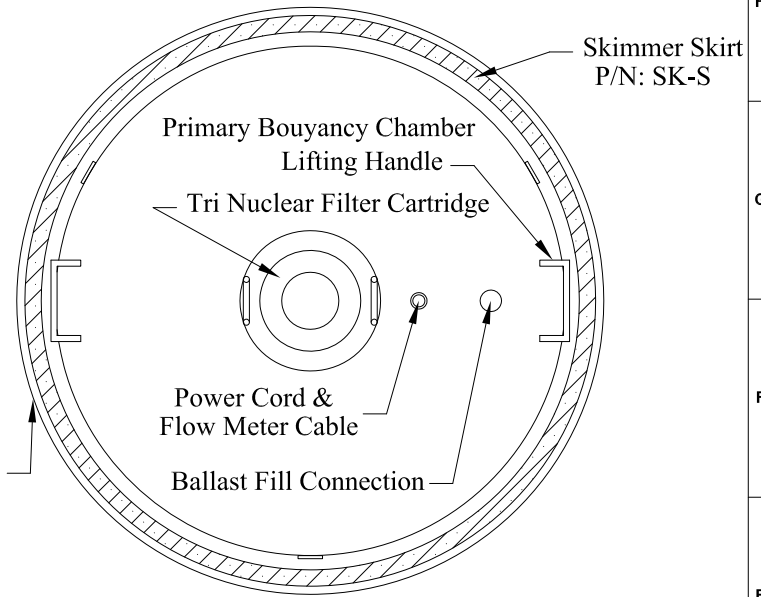 Skimmer Skirt
P/N: SK-S
Primary Bouyancy Chamber
Lifting Handle
Tri Nuclear Filter Cartridge
Power Cord &
Flow Meter Cable
Ballast Fill Connection